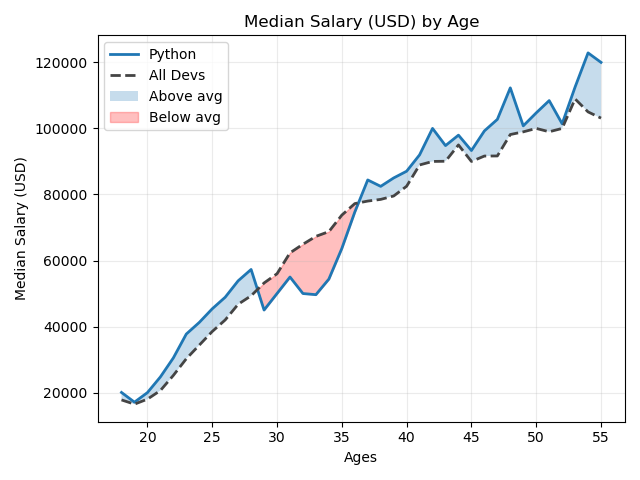 Median Salary (USD) by Age
Python
All Devs
Above avg
Below avg
120000
100000
80000
60000
40000
20000
Median Salary (USD)
20 25 30 35 40 45 50 55
Ages